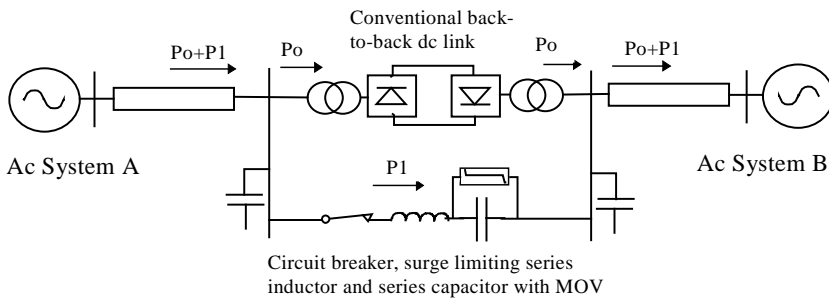 Conventional back-
to-back dc link
Po+P1
Po
Po
Po+P1
Ac System A
Ac System B
P1
Circuit breaker, surge limiting series
inductor and series capacitor with MOV